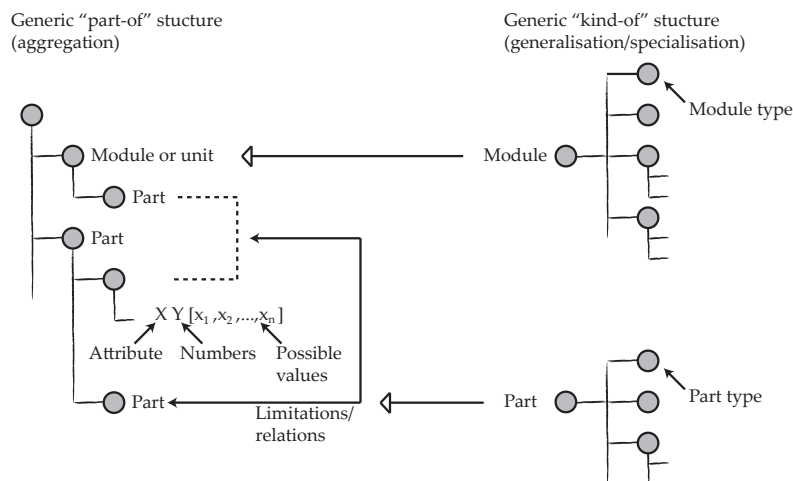 Generic “part-of” stucture
(aggregation)
Generic “kind-of” stucture
(generalisation/specialisation)
Module type
Module or unit
Module
Part
Part
X Y [x₁ ,x₂ ,...,xₙ ]
Attribute
Numbers
Possible
values
Part
Limitations/
relations
Part
Part type